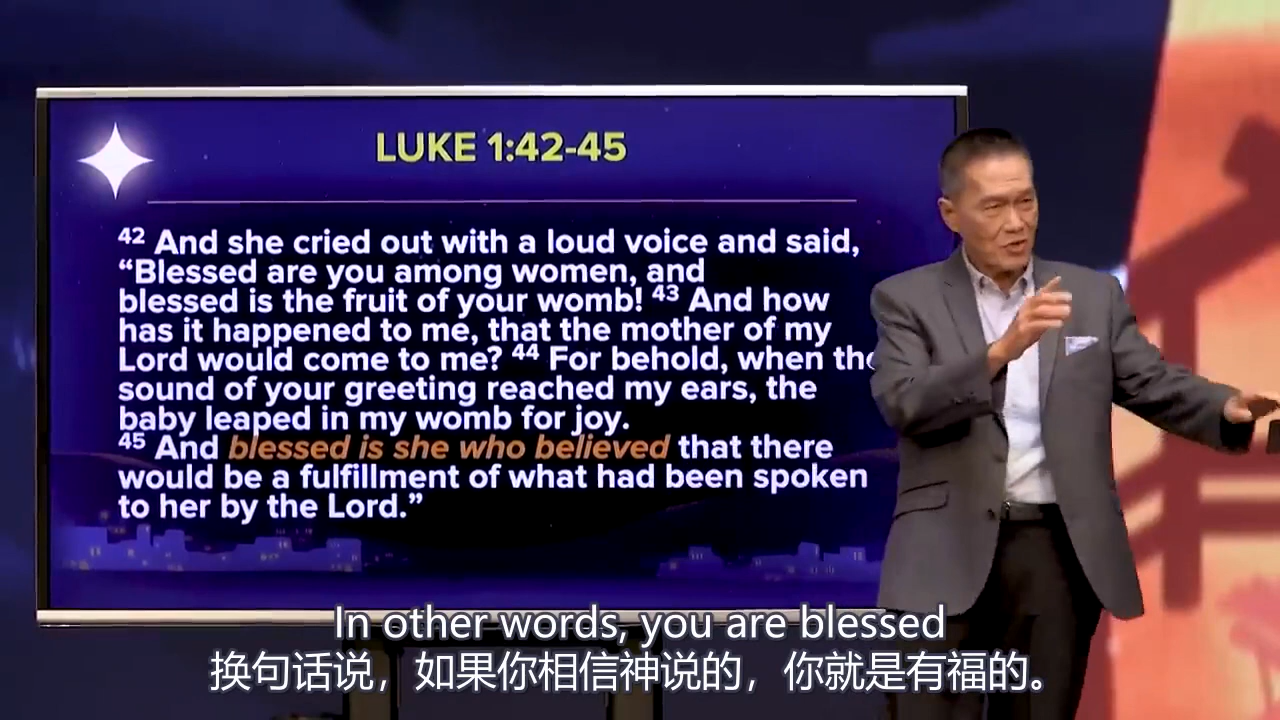 LUKE 1:42-45
⁴² And she cried out with a loud voice and said,
“Blessed are you among women, and
blessed is the fruit of your womb! ⁴³ And how
has it happened to me, that the mother of my
Lord would come to me? ⁴⁴ For behold, when the
sound of your greeting reached my ears, the
baby leaped in my womb for joy.
⁴⁵ And blessed is she who believed that there
would be a fulfillment of what had been spoken
to her by the Lord.”
In other words, you are blessed
换句话说，如果你相信神说的，你就是有福的。